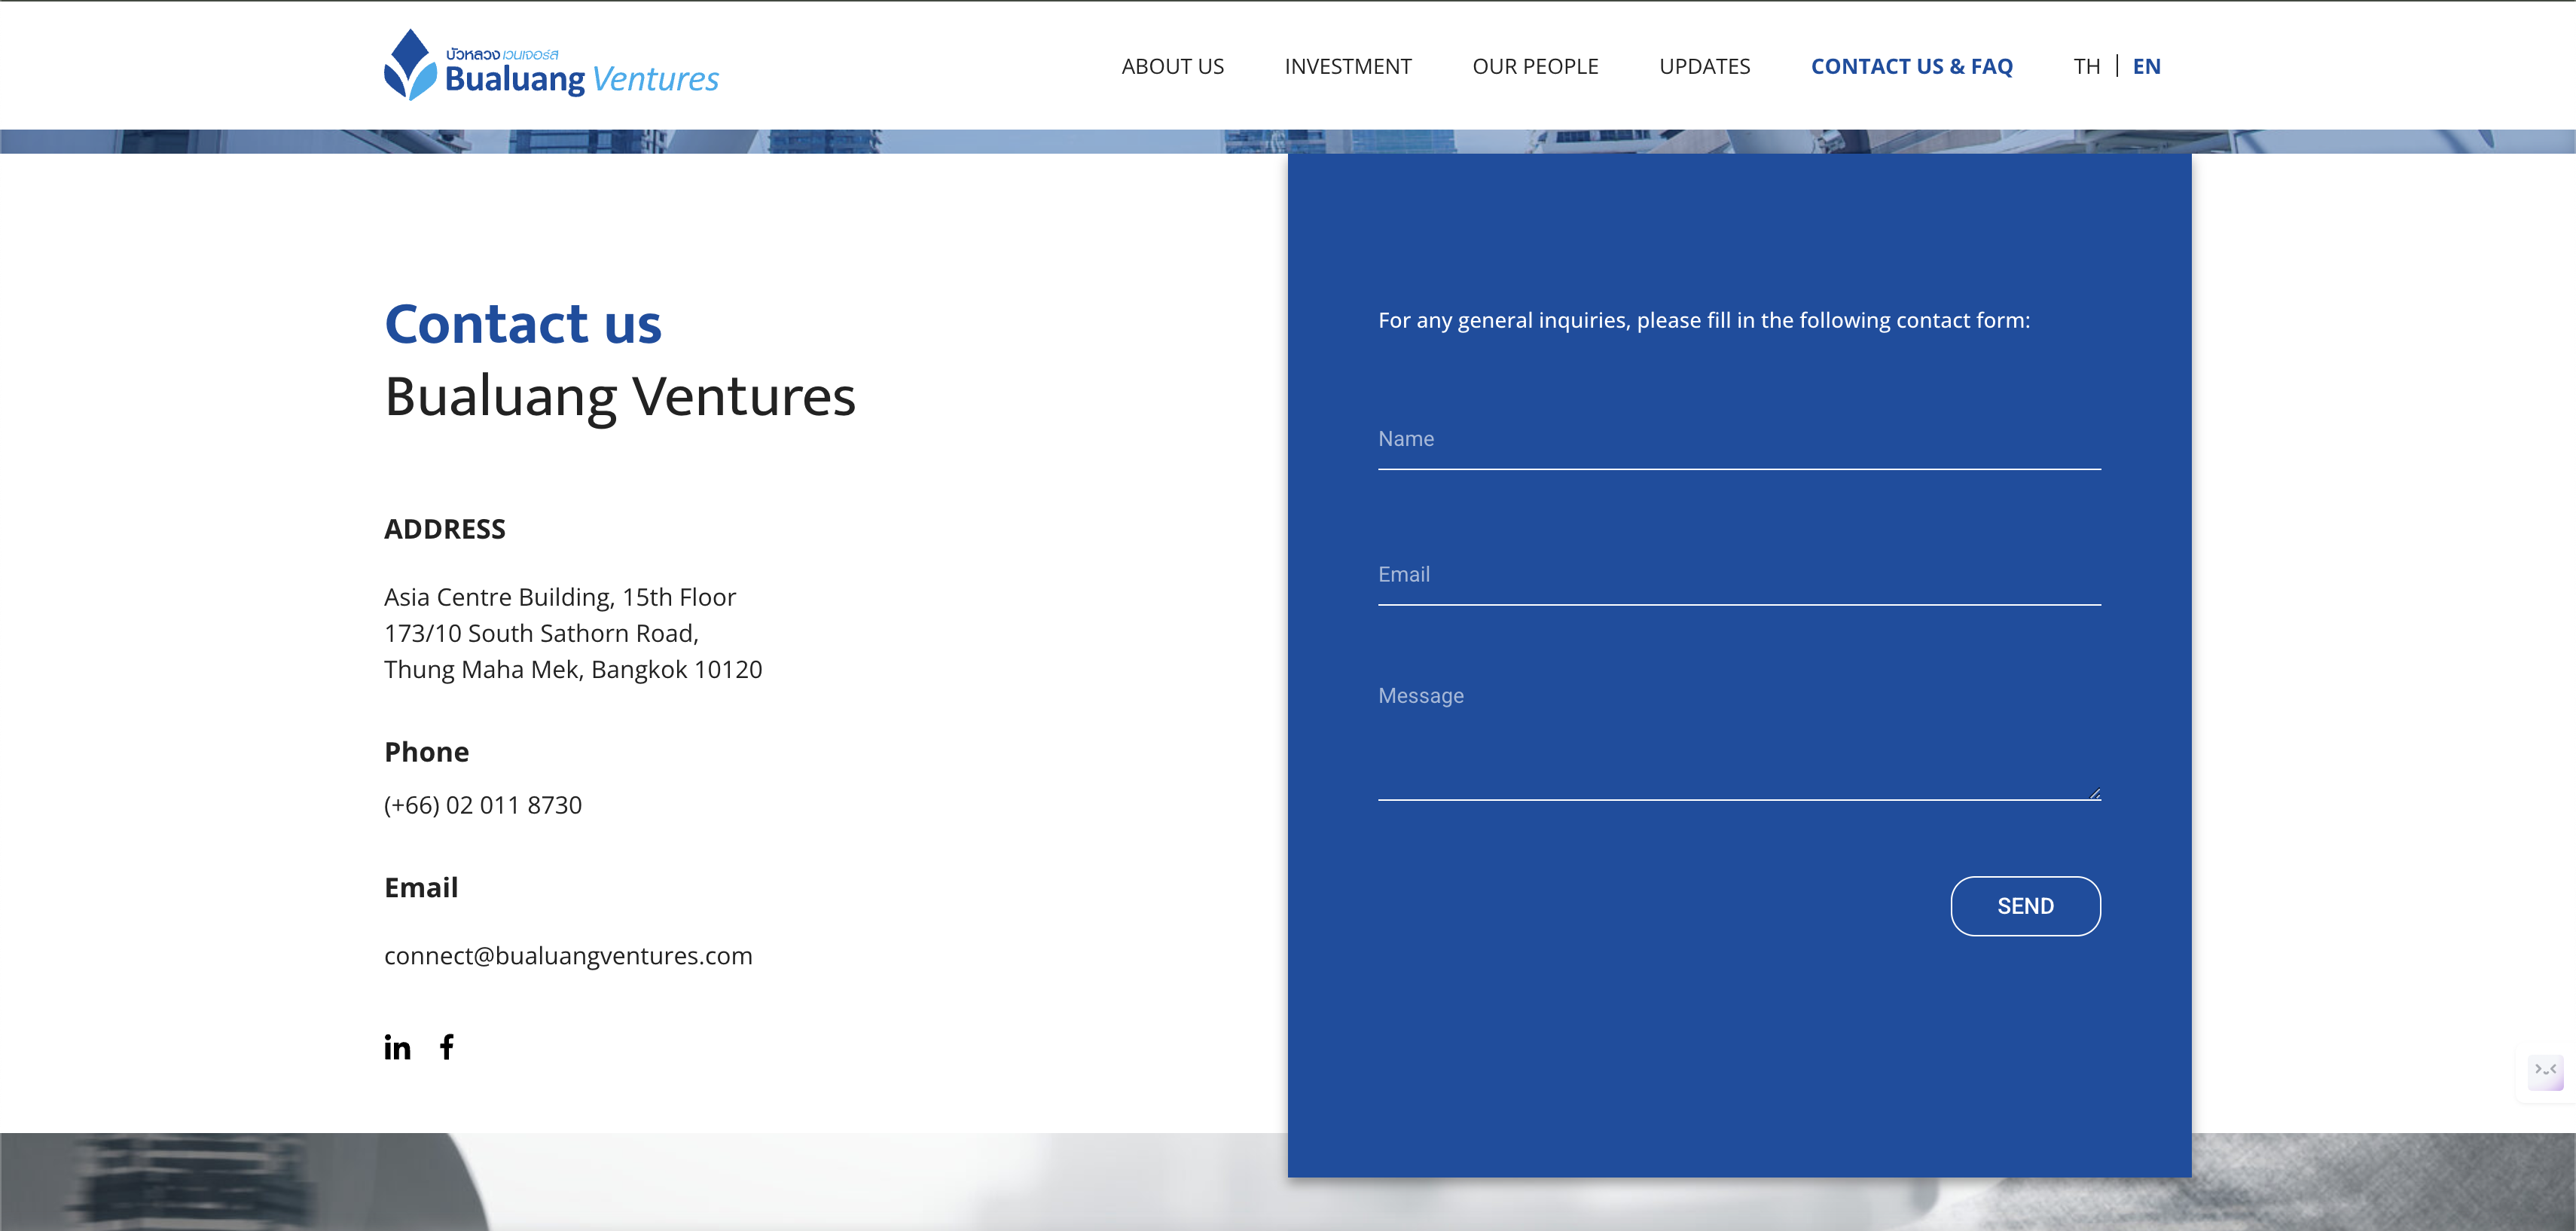 บัวหลวง เวนเจอร์ส
Bualuang Ventures
ABOUT US
INVESTMENT
OUR PEOPLE
UPDATES
CONTACT US & FAQ
TH | EN
Contact us
Bualuang Ventures
ADDRESS
Asia Centre Building, 15th Floor
173/10 South Sathorn Road,
Thung Maha Mek, Bangkok 10120
Phone
(+66) 02 011 8730
Email
connect@bualuangventures.com
in f
For any general inquiries, please fill in the following contact form:
Name
Email
Message
SEND